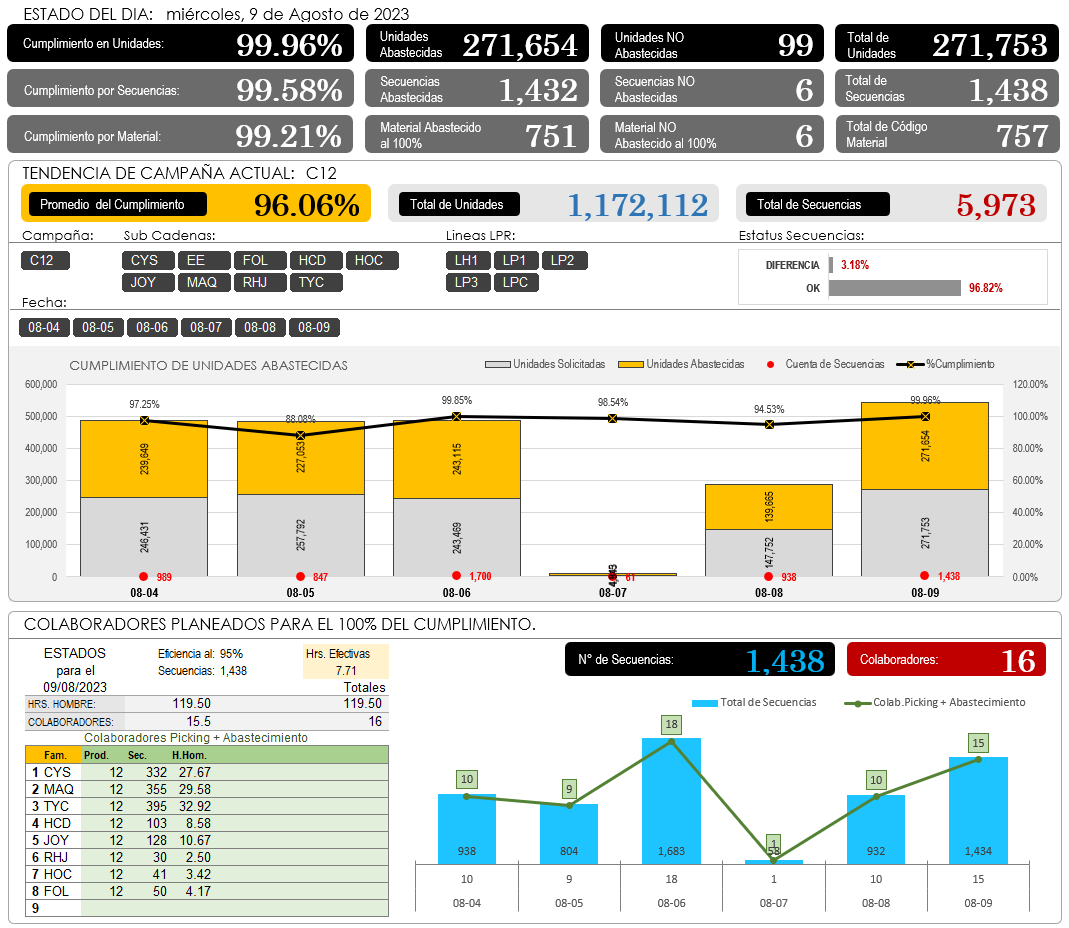 ESTADO DEL DIA: miércoles, 9 de Agosto de 2023
Cumplimiento en Unidades: 99.96%
Unidades Abastecidas 271,654
Unidades NO Abastecidas 99
Total de Unidades 271,753
Cumplimiento por Secuencias: 99.58%
Secuencias Abastecidas 1,432
Secuencias NO Abastecidas 6
Total de Secuencias 1,438
Cumplimiento por Material: 99.21%
Material Abastecido al 100% 751
Material NO Abastecido al 100% 6
Total de Código Material 757
TENDENCIA DE CAMPAÑA ACTUAL: C12
Promedio del Cumplimiento 96.06%
Total de Unidades 1,172,112
Total de Secuencias 5,973
Campaña: Sub Cadenas: Lineas LPR: Estatus Secuencias:
C12
CYS EE FOL HCD HOC
JOY MAQ RHJ TYC
LH1 LP1 LP2
LP3 LPC
DIFERENCIA 3.18%
OK 96.82%
Fecha:
08-04 08-05 08-06 08-07 08-08 08-09
CUMPLIMIENTO DE UNIDADES ABASTECIDAS
Unidades Solicitadas Unidades Abastecidas Cuenta de Secuencias %Cumplimiento
600,000 120.00%
500,000 100.00%
400,000 80.00%
300,000 60.00%
200,000 40.00%
100,000 20.00%
0 0.00%
97.25% 88.08% 99.85% 98.54% 94.53% 99.96%
239,649 227,053 243,115 139,665 271,654
246,431 257,792 243,469 147,752 271,753
989 847 1,700 61 938 1,438
08-04 08-05 08-06 08-07 08-08 08-09
COLABORADORES PLANEADOS PARA EL 100% DEL CUMPLIMIENTO.
ESTADOS
para el
09/08/2023
Eficiencia al: 95%
Secuencias: 1,438
Hrs. Efectivas
7.71
Totales
HRS. HOMBRE: 119.50 119.50
COLABORADORES: 15.5 16
Colaboradores Picking + Abastecimiento
Fam. Prod. Sec. H.Hom.
1 CYS 12 332 27.67
2 MAQ 12 355 29.58
3 TYC 12 395 32.92
4 HCD 12 103 8.58
5 JOY 12 128 10.67
6 RHJ 12 30 2.50
7 HOC 12 41 3.42
8 FOL 12 50 4.17
9
N° de Secuencias: 1,438
Colaboradores: 16
Total de Secuencias Colab.Picking + Abastecimiento
10 9 18 1 10 15
938 804 1,683 58 932 1,434
10 9 18 1 10 15
08-04 08-05 08-06 08-07 08-08 08-09